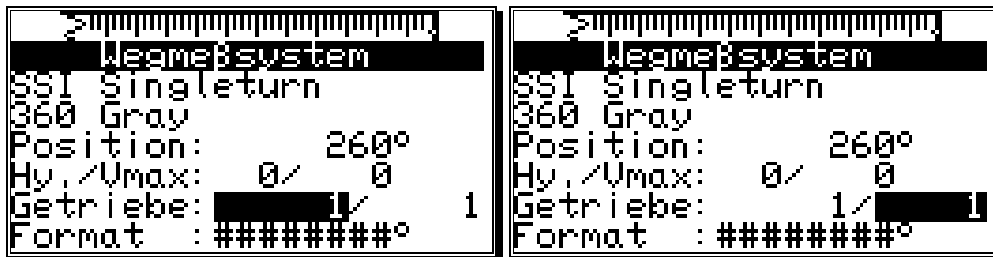 Wegmeßsystem
SSI Singleturn
360 Gray
Position: 260°
Hy./Vmax: 0/ 0
Getriebe: 1/ 1
Format : ########°
Wegmeßsystem
SSI Singleturn
360 Gray
Position: 260°
Hy./Vmax: 0/ 0
Getriebe: 1/ 1
Format : ########°